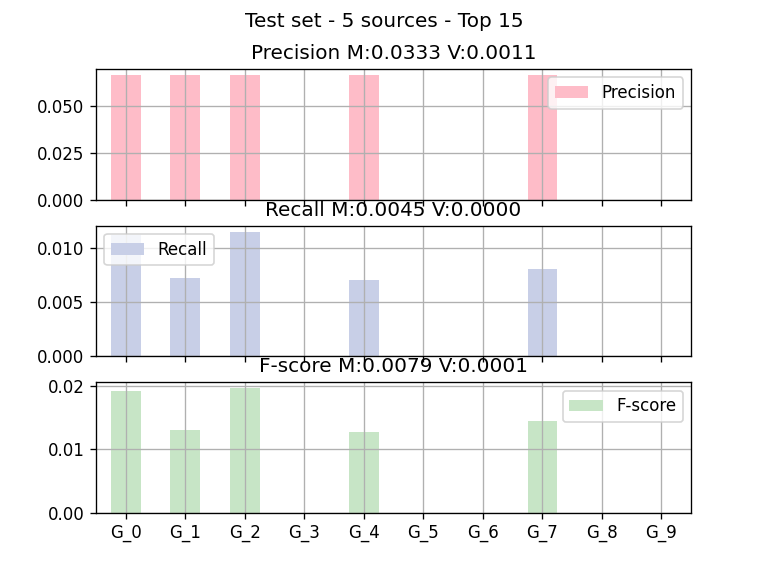 Test set - 5 sources - Top 15
Precision M:0.0333 V:0.0011
0.050
0.025
0.000
Precision
Recall M:0.0045 V:0.0000
0.010
0.005
0.000
Recall
F-score M:0.0079 V:0.0001
0.02
0.01
0.00
F-score
G_0 G_1 G_2 G_3 G_4 G_5 G_6 G_7 G_8 G_9